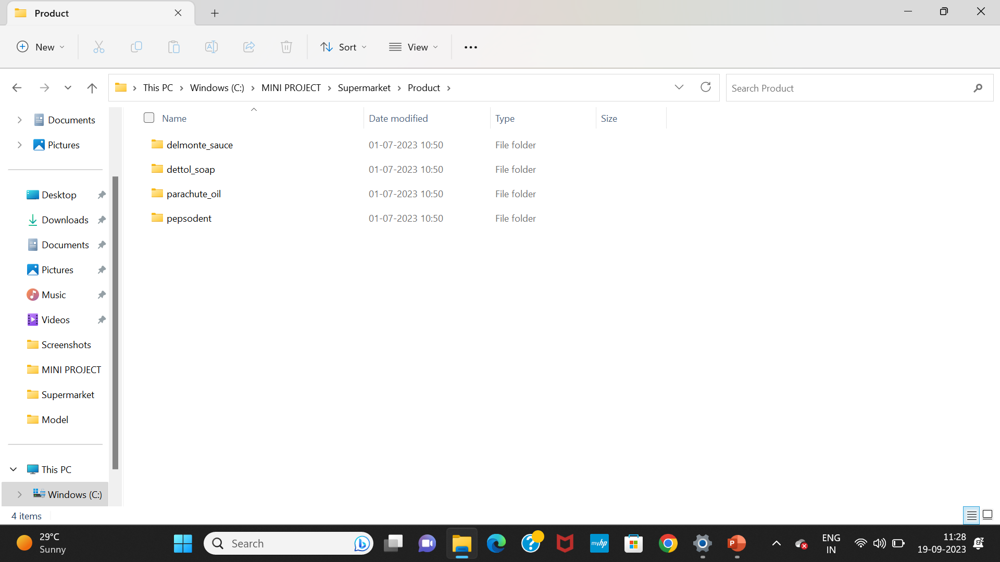 Product
New
Sort
View
This PC
Windows (C:)
MINI PROJECT
Supermarket
Product
Search Product
Documents
Pictures
Desktop
Downloads
Documents
Pictures
Music
Videos
Screenshots
MINI PROJECT
Supermarket
Model
This PC
Windows (C:)
Name Date modified Type Size
delmonte_sauce 01-07-2023 10:50 File folder
dettol_soap 01-07-2023 10:50 File folder
parachute_oil 01-07-2023 10:50 File folder
pepsodent 01-07-2023 10:50 File folder
4 items
29°C
Sunny
Search
myhp
P
ENG
IN
11:28
19-09-2023